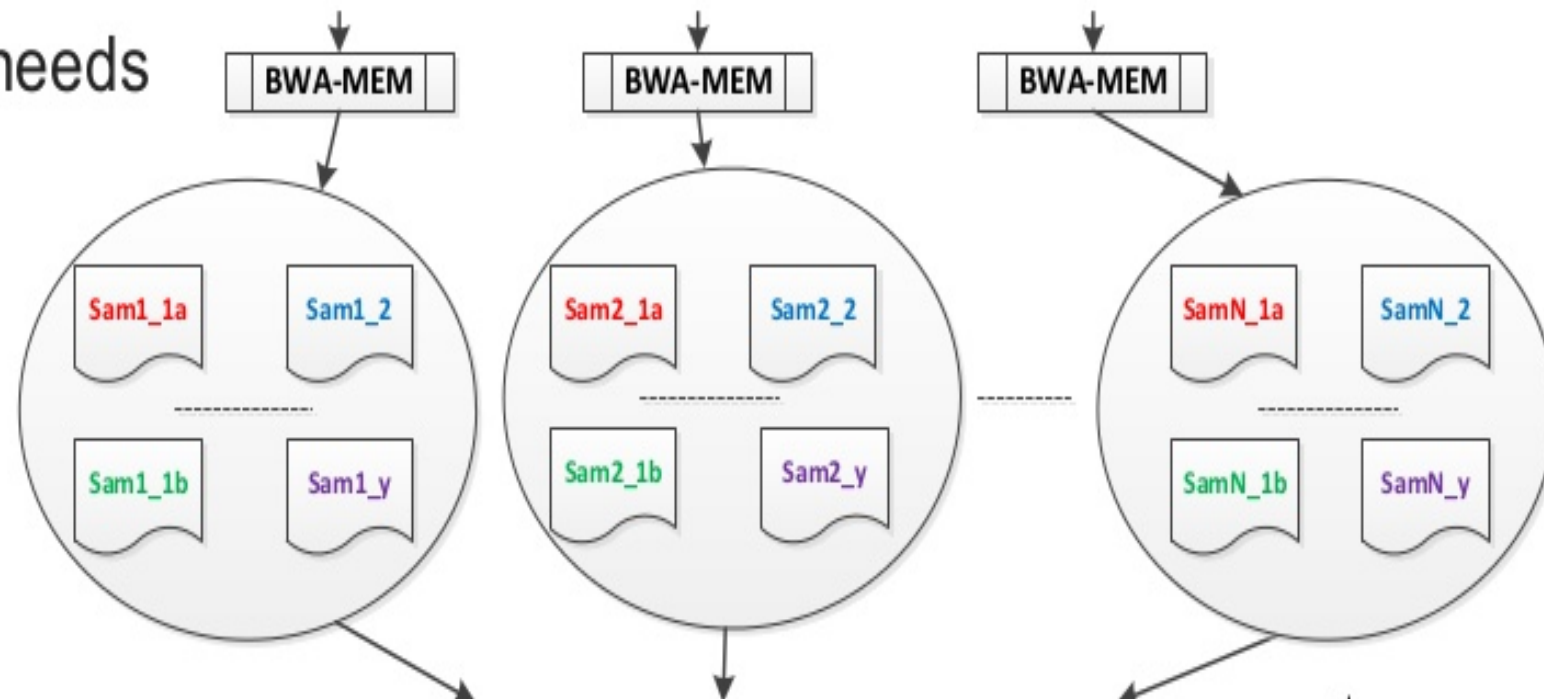 needs
BWA-MEM
BWA-MEM
BWA-MEM
Sam1_1a
Sam1_2
Sam1_1b
Sam1_y
Sam2_1a
Sam2_2
Sam2_1b
Sam2_y
SamN_1a
SamN_2
SamN_1b
SamN_y